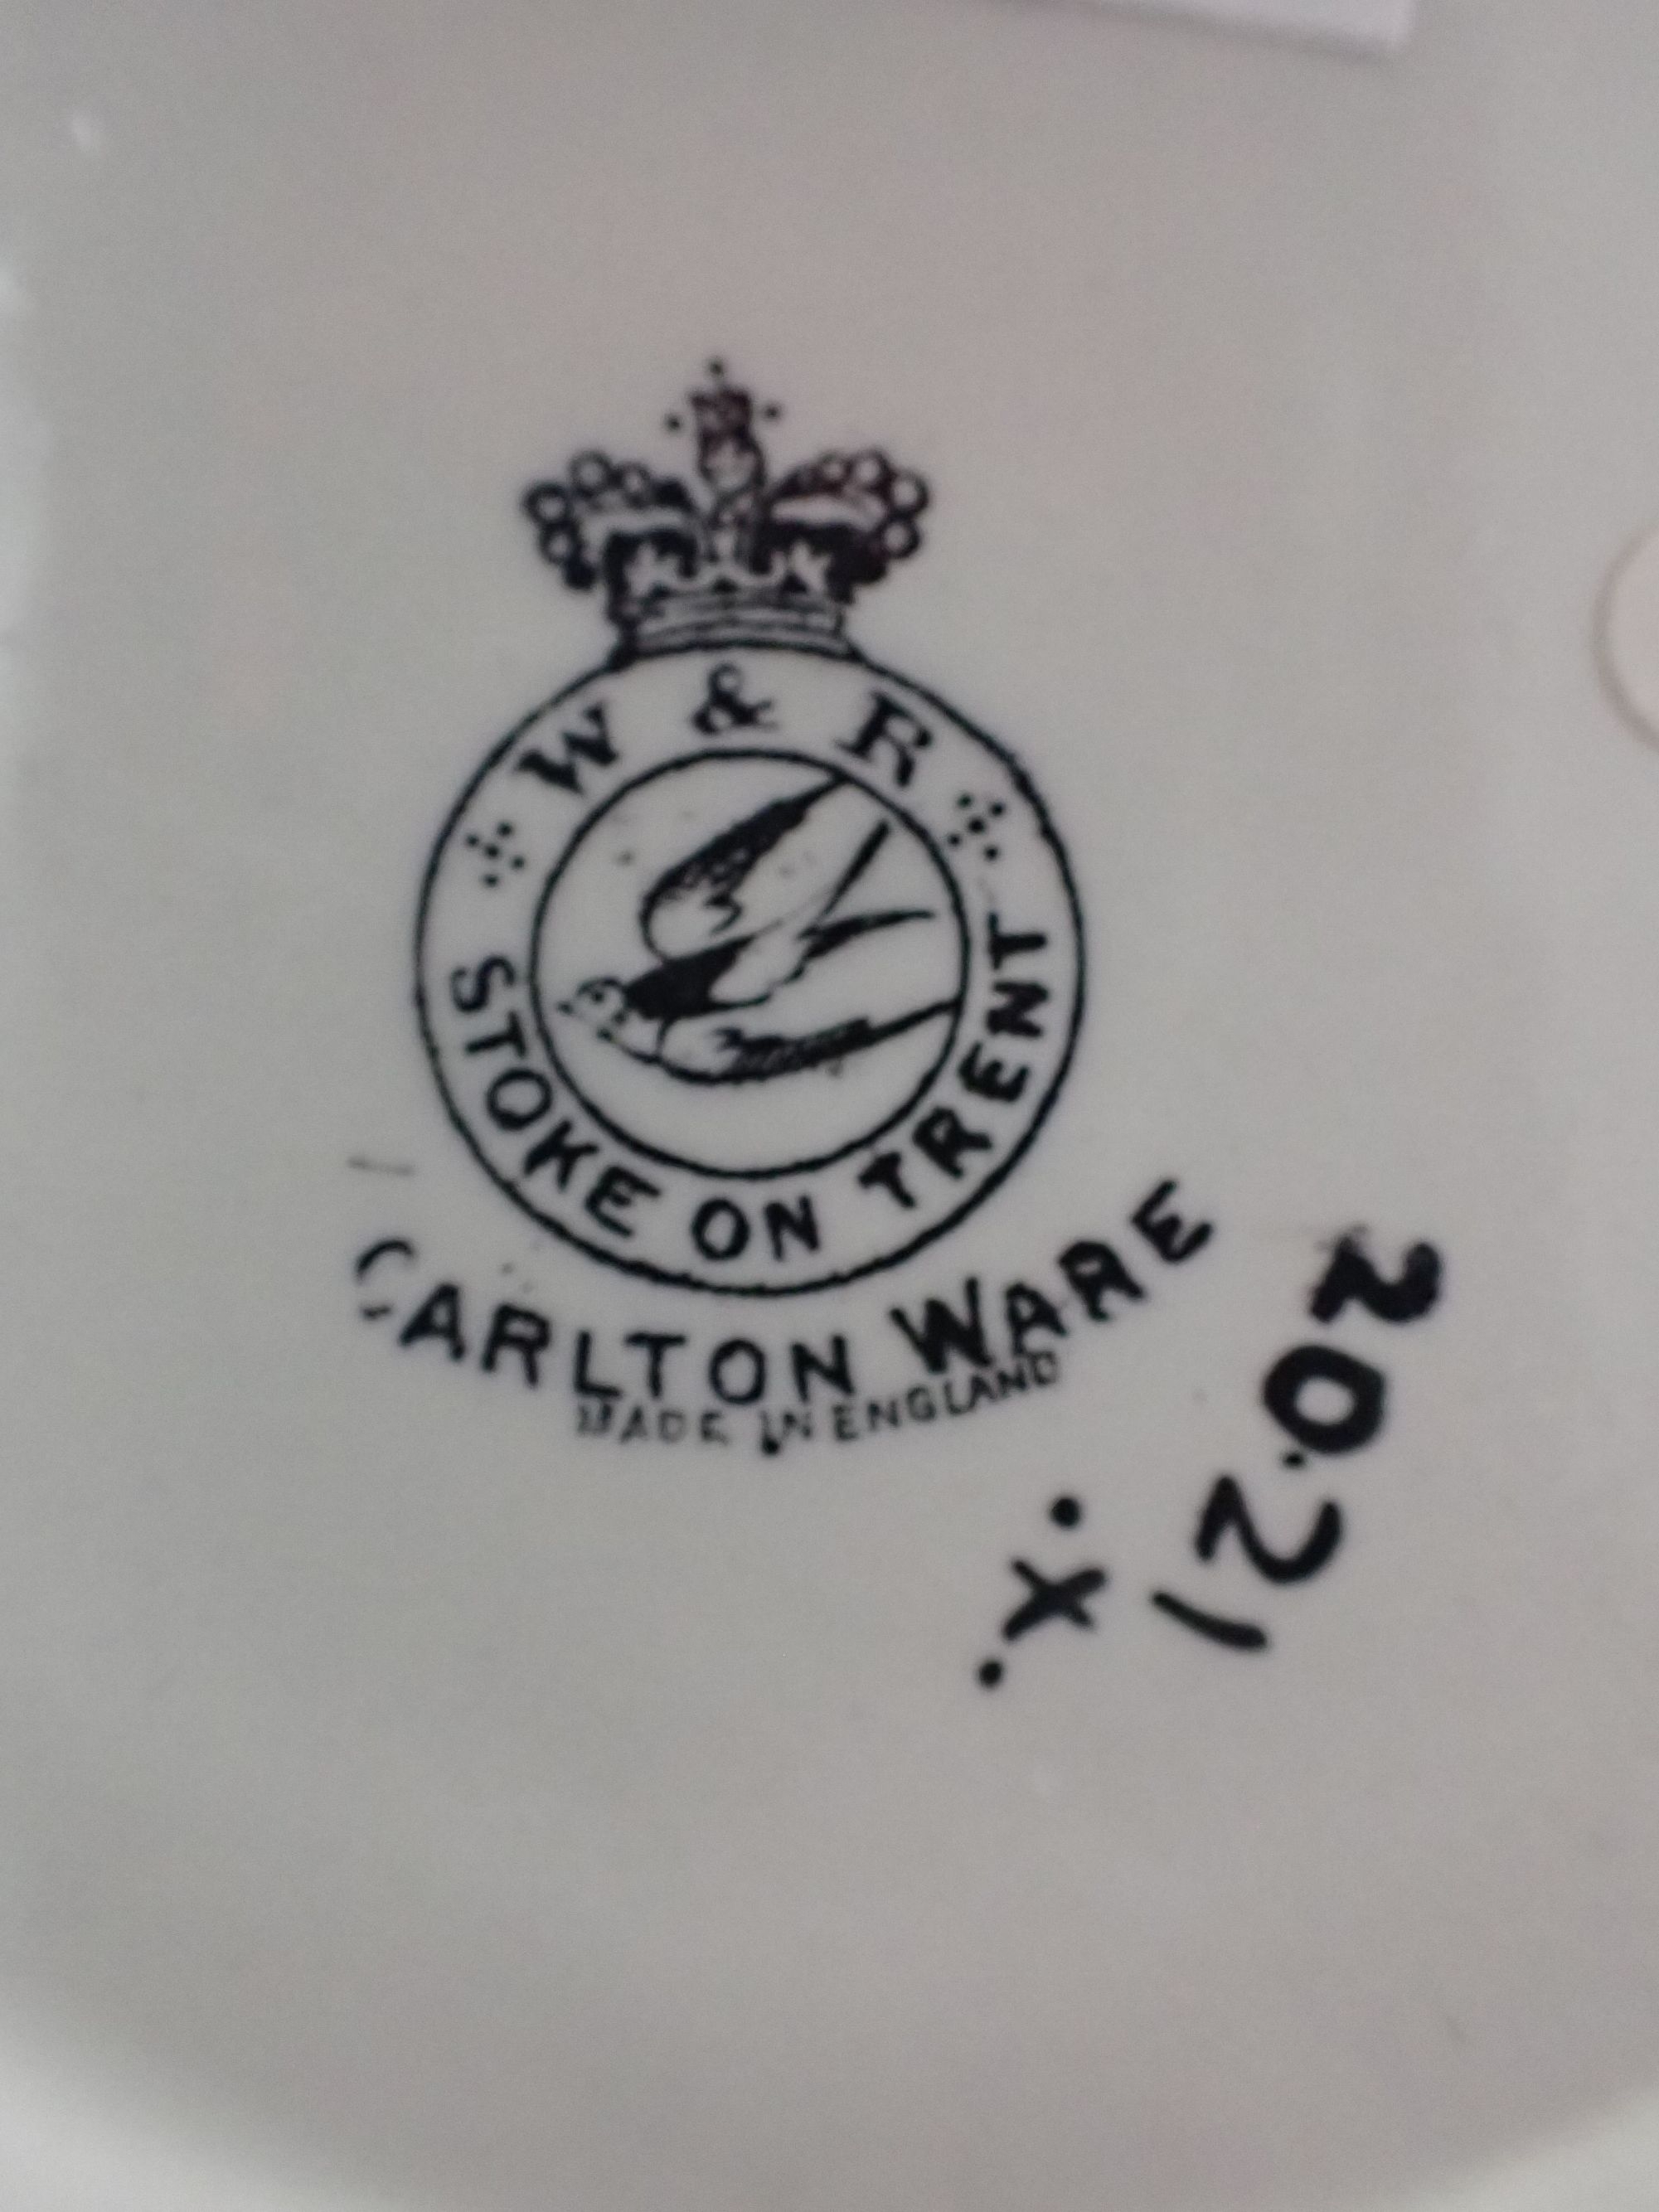 W & R
STOKE ON TRENT
CARLTON WARE
MADE IN ENGLAND
2021
.X.